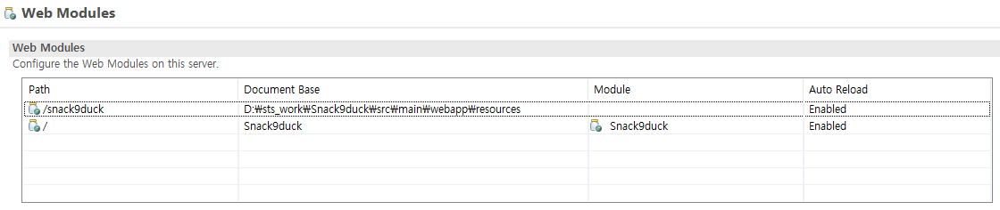 Web Modules
Web Modules
Configure the Web Modules on this server.
Path Document Base Module Auto Reload
/snack9duck D:₩sts_work₩Snack9duck₩src₩main₩webapp₩resources Enabled
/ Snack9duck Snack9duck Enabled